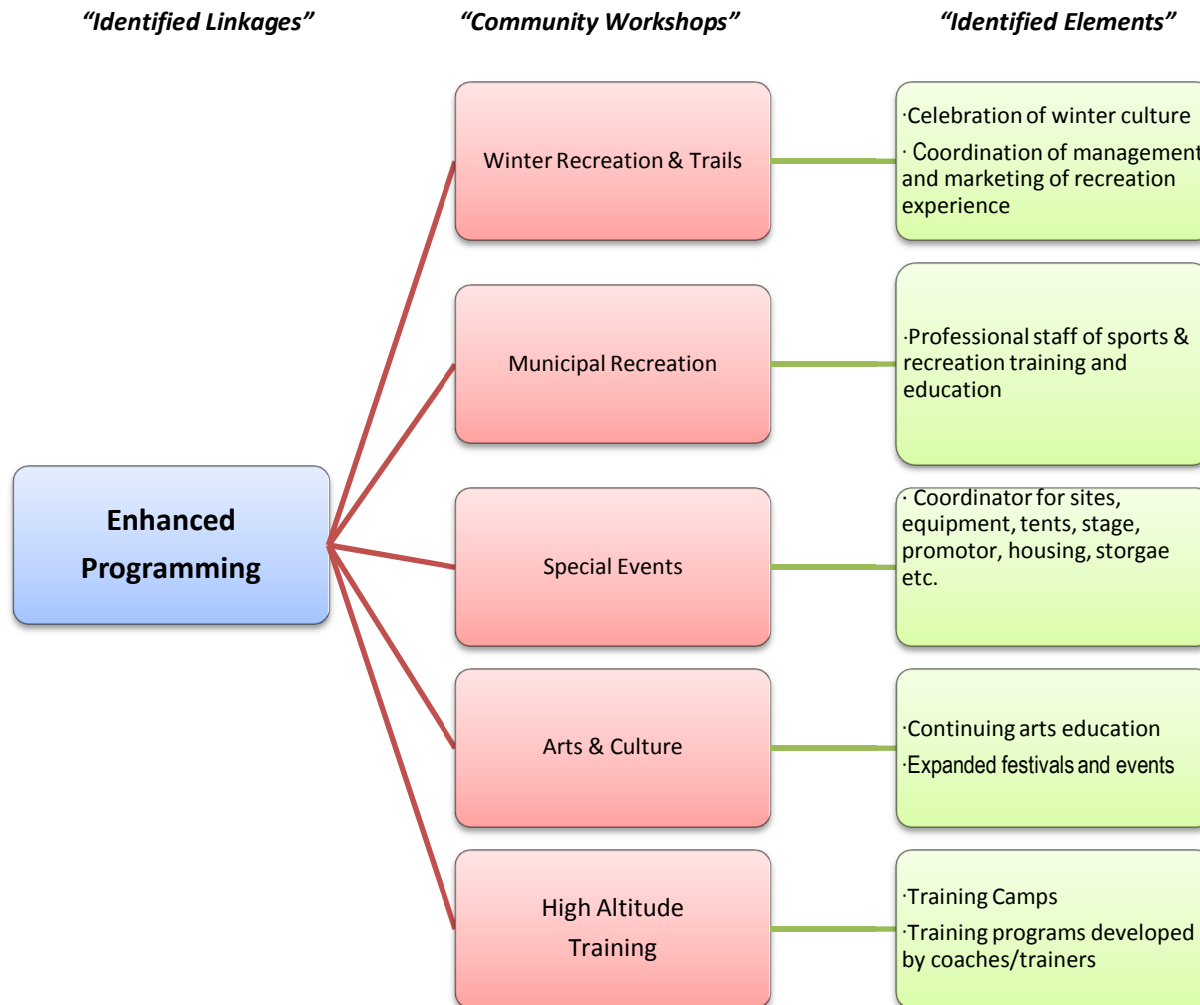 “Identified Linkages”
“Community Workshops”
“Identified Elements”
Enhanced
Programming
Winter Recreation & Trails
·Celebration of winter culture
· Coordination of management
and marketing of recreation
experience
Municipal Recreation
·Professional staff of sports &
recreation training and
education
Special Events
· Coordinator for sites,
equipment, tents, stage,
promotor, housing, storgae
etc.
Arts & Culture
·Continuing arts education
·Expanded festivals and events
High Altitude
Training
·Training Camps
·Training programs developed
by coaches/trainers